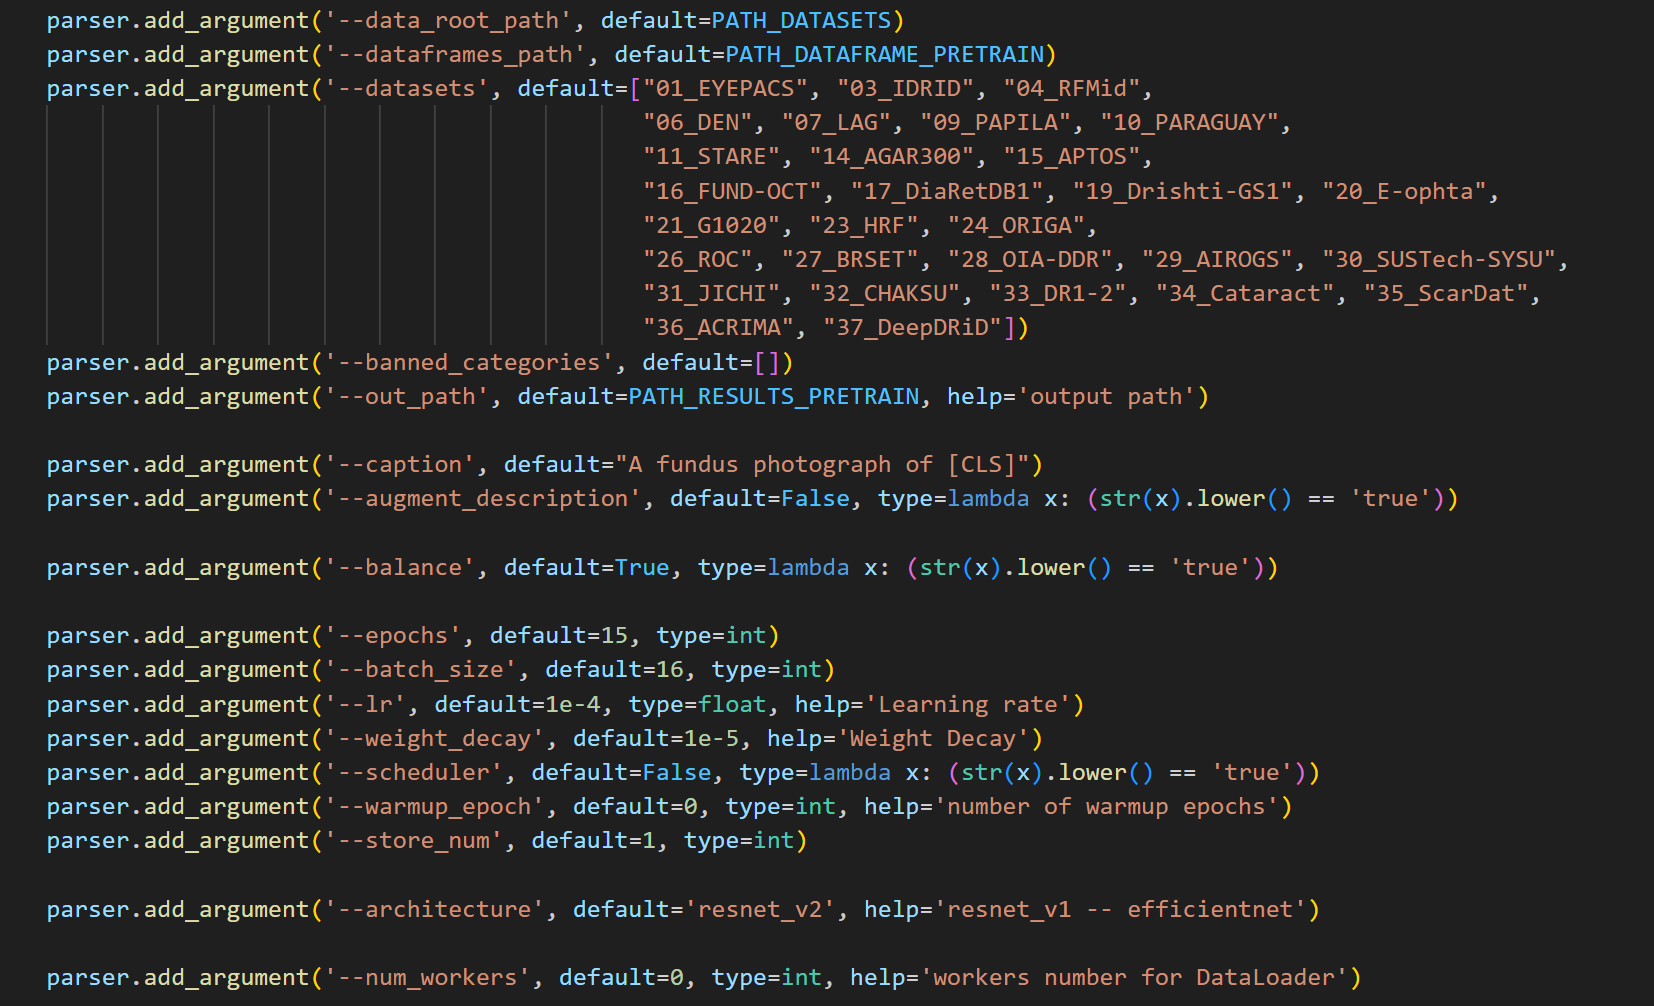 parser.add_argument('--data_root_path', default=PATH_DATASETS)
parser.add_argument('--dataframes_path', default=PATH_DATAFRAME_PRETRAIN)
parser.add_argument('--datasets', default=["01_EYEPACS", "03_IDRID", "04_RFMid",
"06_DEN", "07_LAG", "09_PAPILA", "10_PARAGUAY",
"11_STARE", "14_AGAR300", "15_APTOS",
"16_FUND-OCT", "17_DiaRetDB1", "19_Drishti-GS1", "20_E-ophta",
"21_G1020", "23_HRF", "24_ORIGA",
"26_ROC", "27_BRSET", "28_OIA-DDR", "29_AIROGS", "30_SUSTech-SYSU",
"31_JICHI", "32_CHAKSU", "33_DR1-2", "34_Cataract", "35_ScarDat",
"36_ACRIMA", "37_DeepDRiD"])
parser.add_argument('--banned_categories', default=[])
parser.add_argument('--out_path', default=PATH_RESULTS_PRETRAIN, help='output path')
parser.add_argument('--caption', default="A fundus photograph of [CLS]")
parser.add_argument('--augment_description', default=False, type=lambda x: (str(x).lower() == 'true'))
parser.add_argument('--balance', default=True, type=lambda x: (str(x).lower() == 'true'))
parser.add_argument('--epochs', default=15, type=int)
parser.add_argument('--batch_size', default=16, type=int)
parser.add_argument('--lr', default=1e-4, type=float, help='Learning rate')
parser.add_argument('--weight_decay', default=1e-5, help='Weight Decay')
parser.add_argument('--scheduler', default=False, type=lambda x: (str(x).lower() == 'true'))
parser.add_argument('--warmup_epoch', default=0, type=int, help='number of warmup epochs')
parser.add_argument('--store_num', default=1, type=int)
parser.add_argument('--architecture', default='resnet_v2', help='resnet_v1 -- efficientnet')
parser.add_argument('--num_workers', default=0, type=int, help='workers number for DataLoader')